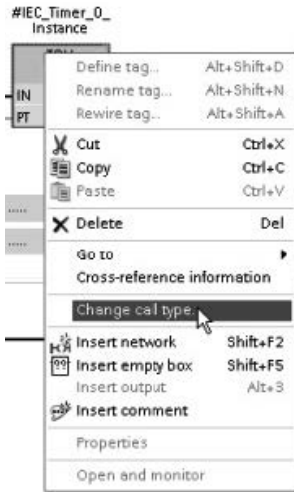 #IEC_Timer_0_
Instance
IN
PT
Define tag... Alt+Shift+D
Rename tag... Alt+Shift+N
Rewire tag... Alt+Shift+A
Cut Ctrl+X
Copy Ctrl+C
Paste Ctrl+V
Delete Del
Go to
Cross-reference information
Change call type...
Insert network Shift+F2
Insert empty box Shift+F5
Insert output Alt+3
Insert comment
Properties
Open and monitor